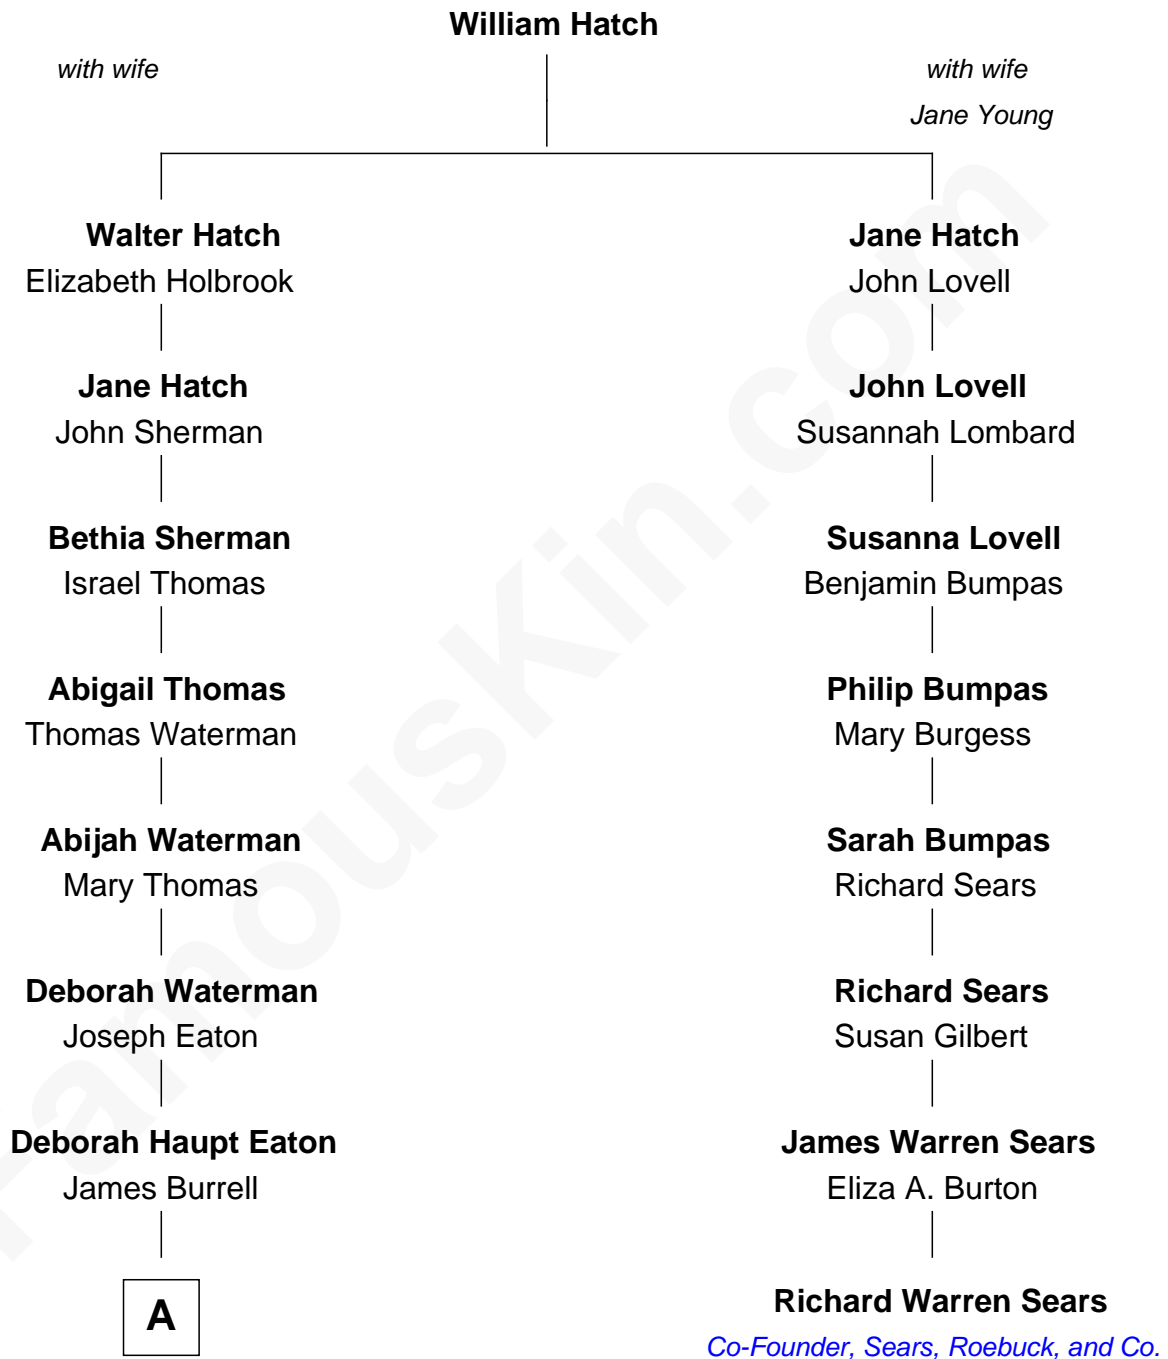 William Hatch
with wife
with wife
Jane Young
Walter Hatch
Elizabeth Holbrook
Jane Hatch
John Lovell
Jane Hatch
John Sherman
John Lovell
Susannah Lombard
Bethia Sherman
Israel Thomas
Susanna Lovell
Benjamin Bumpas
Abigail Thomas
Thomas Waterman
Philip Bumpas
Mary Burgess
Abijah Waterman
Mary Thomas
Sarah Bumpas
Richard Sears
Deborah Waterman
Joseph Eaton
Richard Sears
Susan Gilbert
Deborah Haupt Eaton
James Burrell
James Warren Sears
Eliza A. Burton
A
Richard Warren Sears
Co-Founder, Sears, Roebuck, and Co.
FamousKin.com